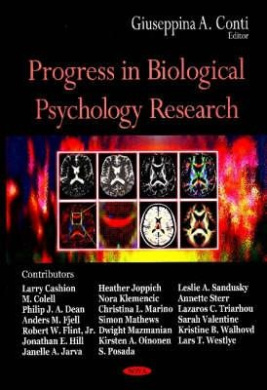 Giuseppina A. Conti
Editor
Progress in Biological
Psychology Research
Contributors
Larry Cashion
M. Colell
Philip J. A. Dean
Anders M. Fjell
Robert W. Flint, Jr.
Jonathan E. Hill
Janelle A. Jarva
Heather Joppich
Nora Klemencic
Christina L. Marino
Simon Mathews
Dwight Mazmanian
Kirsten A. Oinonen
S. Posada
Leslie A. Sandusky
Annette Sterr
Lazaros C. Triarhou
Sarah Valentine
Kristine B. Walhovd
Lars T. Westlye
NOVA